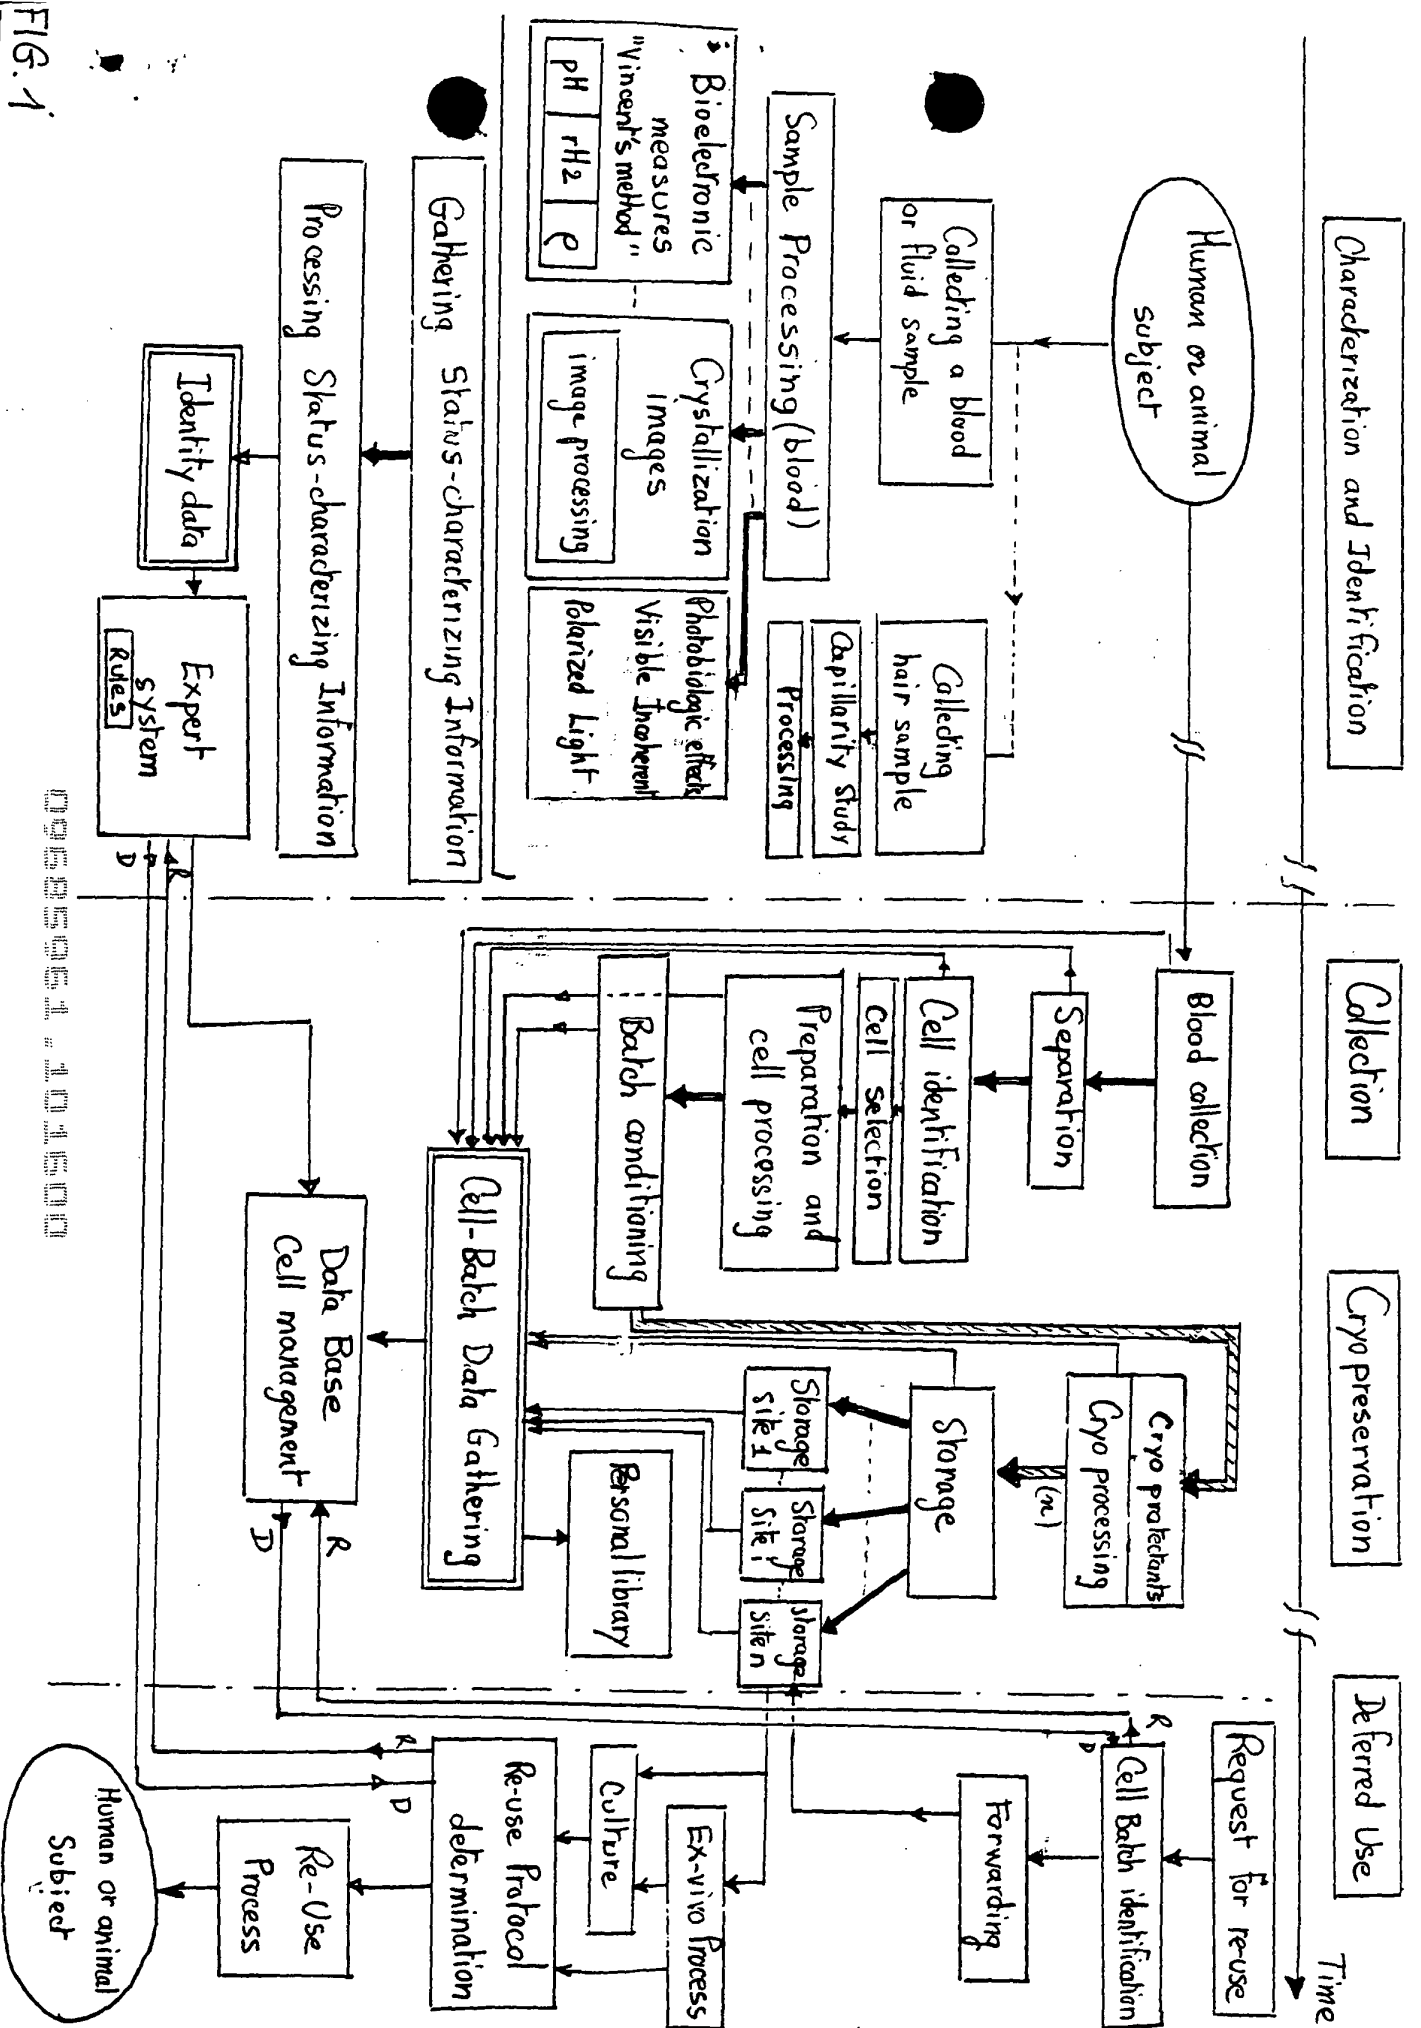 Characterization and Identification
Collection
Cryopreserration
Deferred Use
Time
Human or animal
subject
Collecting a blood
or fluid sample
Collecting
hair sample
Capillarity Study
Processing
Sample Processing (blood)
Bioelectronic
measures
"Vincent's method"
pH
rH2
ρ
Crystallization
images
image processing
Photobiologic effects
Visible Incoherent
Polarized Light
Gathering Status-characterizing Information
Processing Status-characterizing Information
Identity data
Expert
system
Rules
R
D
Blood collection
Separation
Cell identification
Cell selection
Preparation and
cell processing
Batch conditioning
Cell-Batch Data Gathering
Data Base
Cell management
R
D
Cryo protectants
Cryo processing
(n)
Storage
Storage
site 1
Storage
site i
storage
site n
Personal library
Request for re-use
Cell Batch identification
R
D
Forwarding
Ex-vivo Process
Culture
Re-use Protocol
determination
R
D
Re-Use
Process
Human or animal
Subject
09685961.101600
FIG. 1